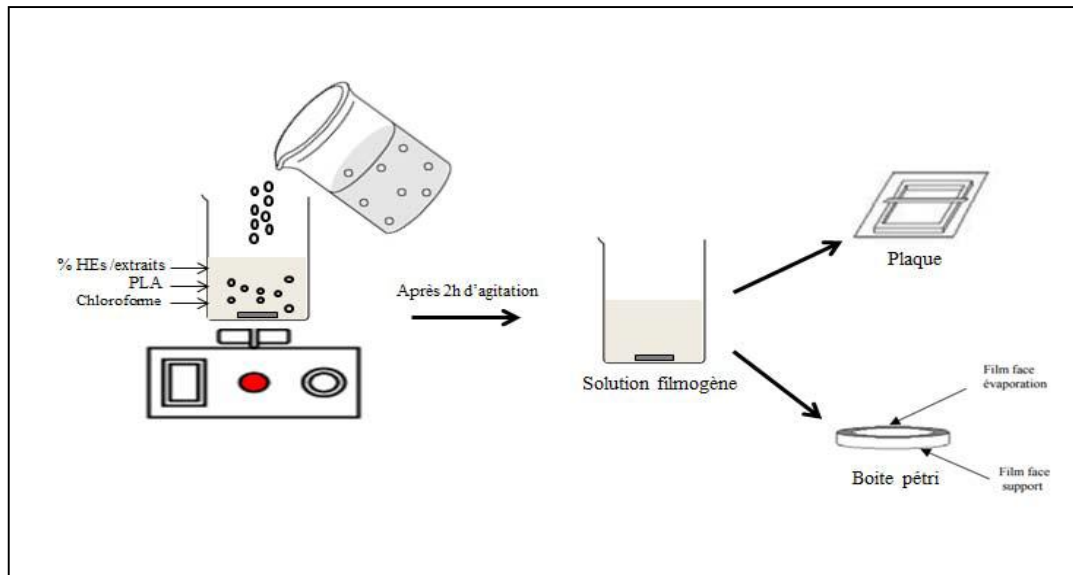 % HEs /extraits
PLA
Chloroforme
Après 2h d'agitation
Solution filmogène
Plaque
Film face
évaporation
Boite pétri
Film face
support